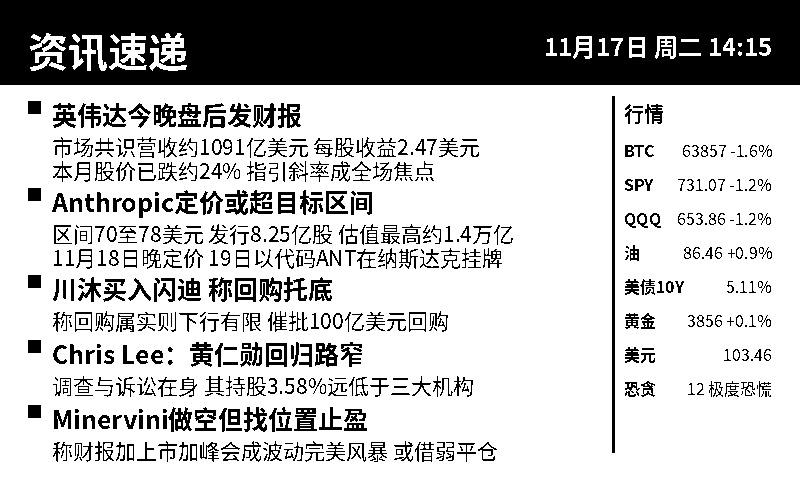 资讯速递
11月17日 周二 14:15
英伟达今晚盘后发财报
市场共识营收约1091亿美元 每股收益2.47美元
本月股价已跌约24% 指引斜率成全场焦点
Anthropic定价或超目标区间
区间70至78美元 发行8.25亿股 估值最高约1.4万亿
11月18日晚定价 19日以代码ANT在纳斯达克挂牌
川沐买入闪迪 称回购托底
称回购属实则下行有限 催批100亿美元回购
Chris Lee：黄仁勋回归路窄
调查与诉讼在身 其持股3.58%远低于三大机构
Minervini做空但找位置止盈
称财报加上市加峰会成波动完美风暴 或借弱平仓
行情
BTC 63857 -1.6%
SPY 731.07 -1.2%
QQQ 653.86 -1.2%
油 86.46 +0.9%
美债10Y 5.11%
黄金 3856 +0.1%
美元 103.46
恐贪 12 极度恐慌